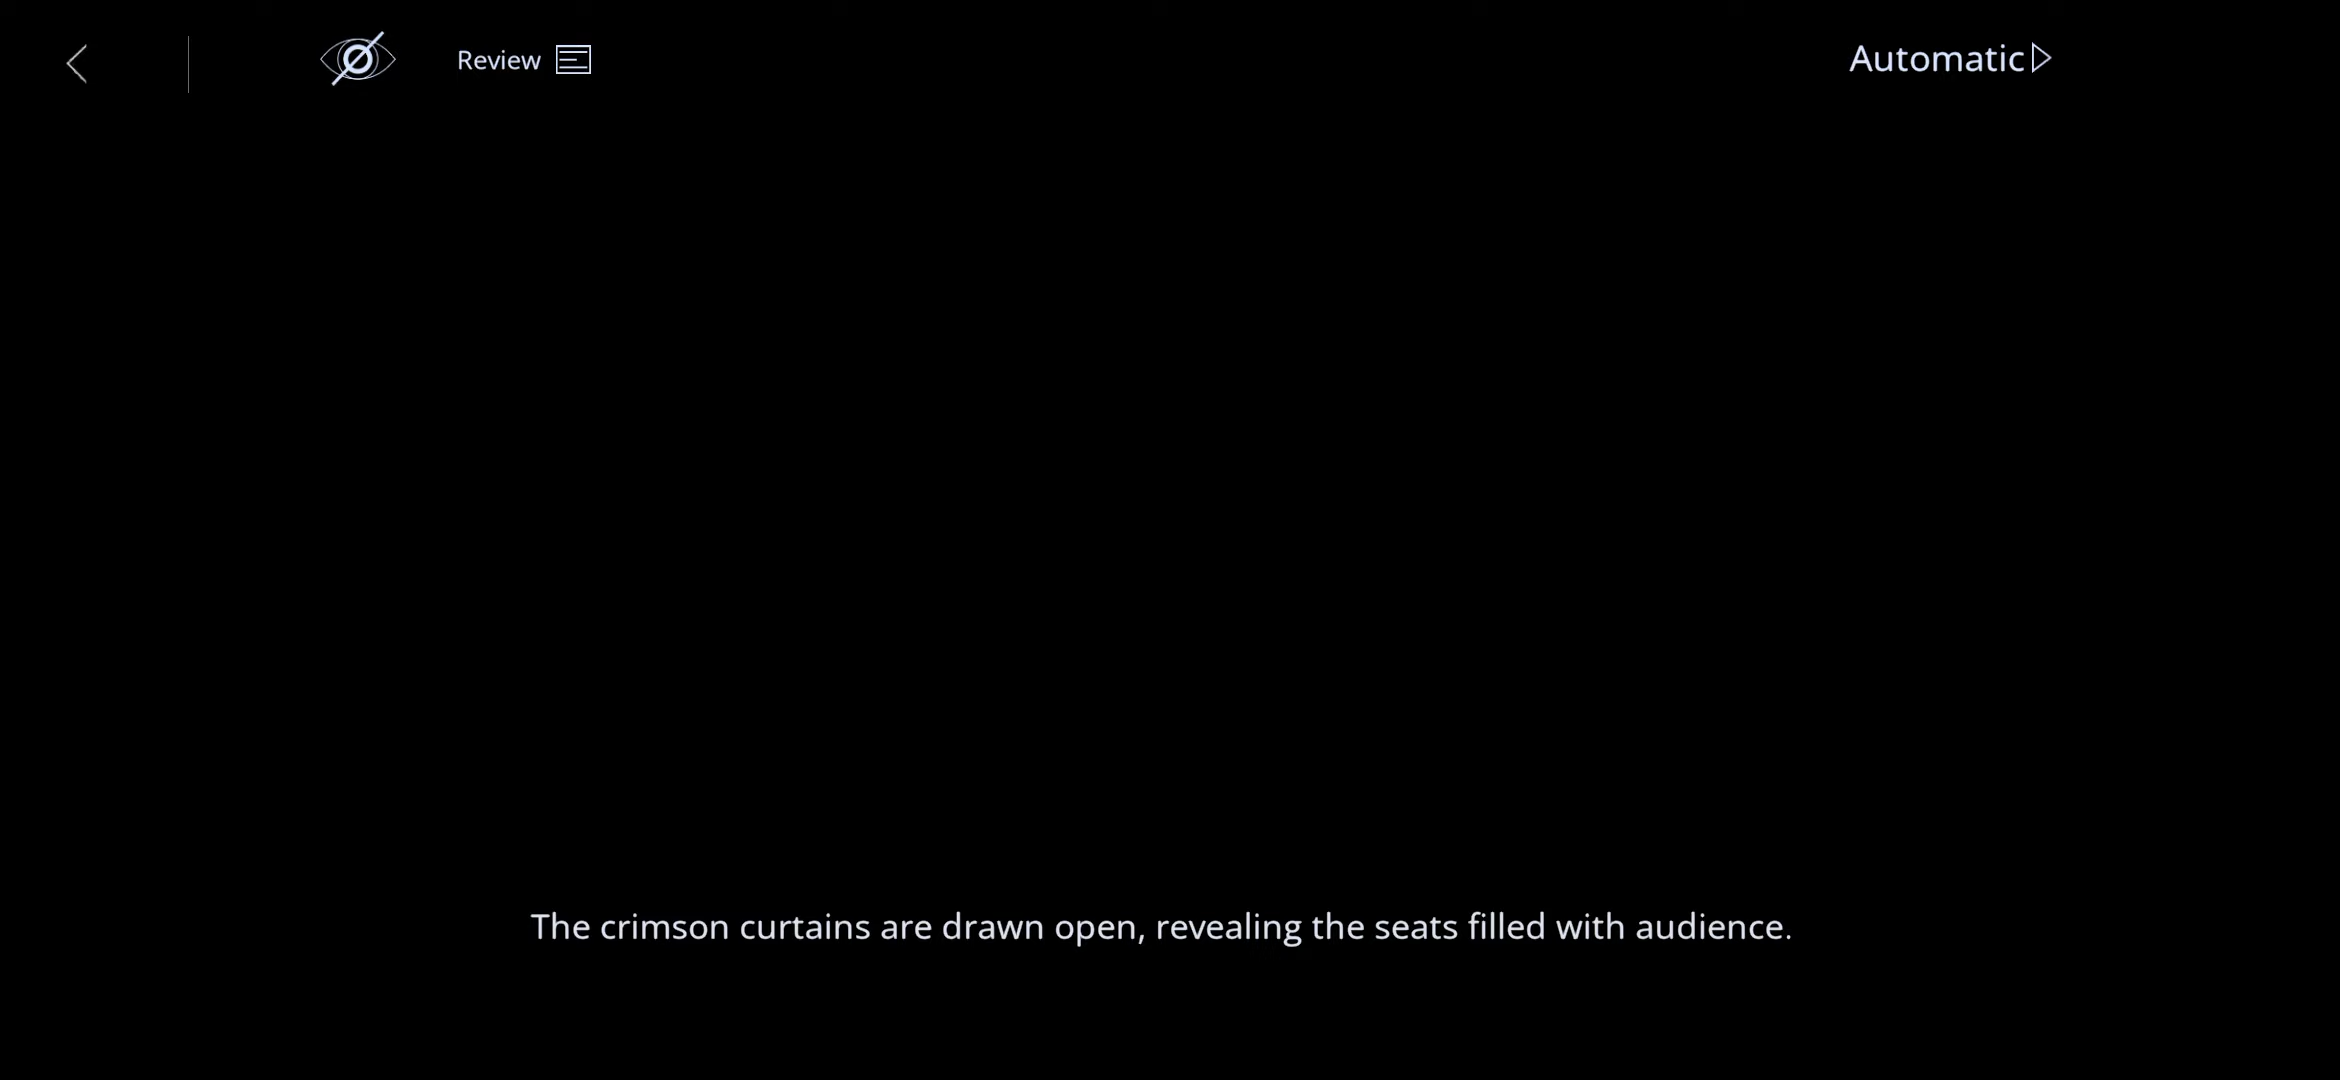 Review
Automatic
The crimson curtains are drawn open, revealing the seats filled with audience.